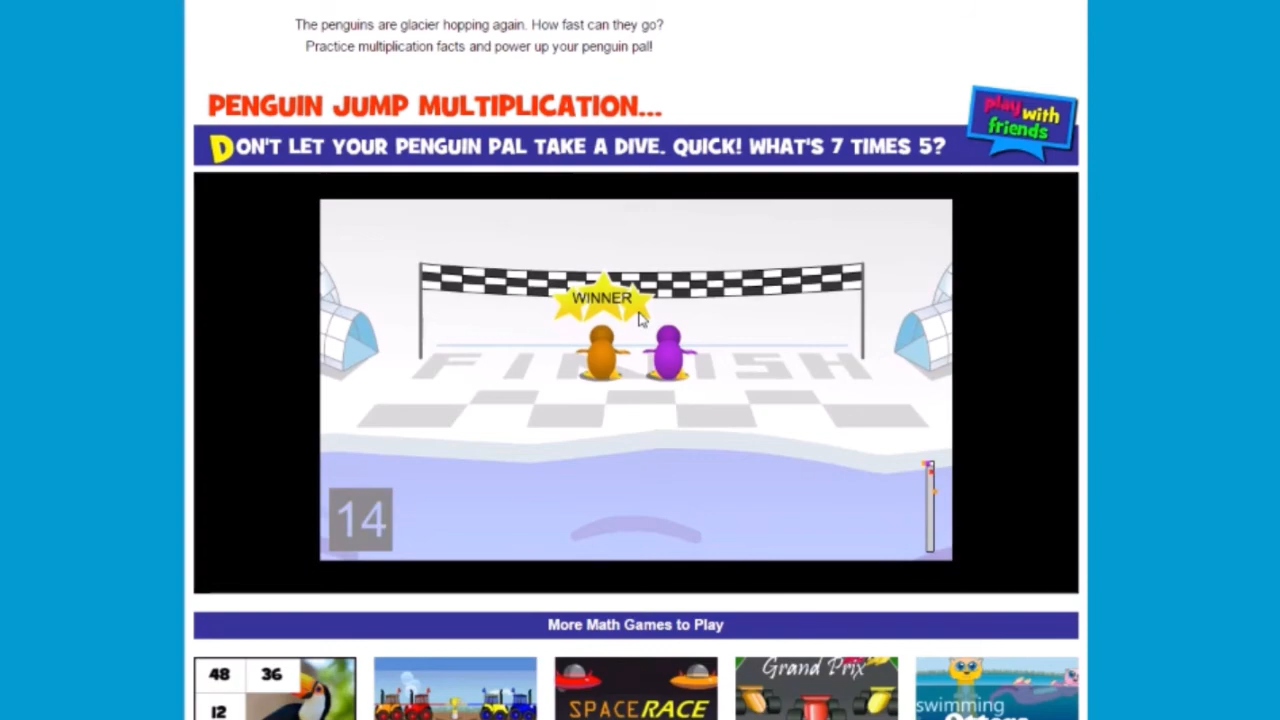 The penguins are glacier hopping again. How fast can they go?
Practice multiplication facts and power up your penguin pal!
PENGUIN JUMP MULTIPLICATION...
play with
friends
DON'T LET YOUR PENGUIN PAL TAKE A DIVE. QUICK! WHAT'S 7 TIMES 5?
WINNER
FINISH
14
More Math Games to Play
48 36
12
SPACE RACE
Grand Prix
swimming
Otters